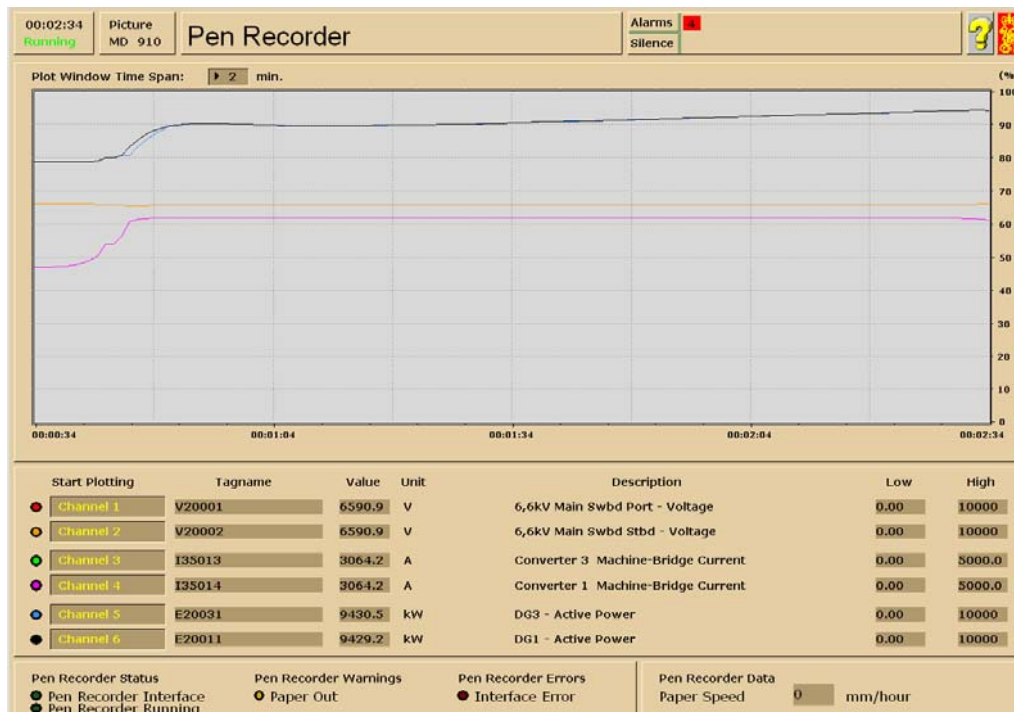 00:02:34 Picture Pen Recorder Alarms 4
Running MD 910 Silence
Plot Window Time Span: 2 min.
100
90
80
70
60
50
40
30
20
10
0
00:00:34 00:01:04 00:01:34 00:02:04 00:02:34
Start Plotting Tagname Value Unit Description Low High
Channel 1 V20001 6590.9 V 6,6kV Main Swbd Port - Voltage 0.00 10000
Channel 2 V20002 6590.9 V 6,6kV Main Swbd Stbd - Voltage 0.00 10000
Channel 3 I35013 3064.2 A Converter 3 Machine-Bridge Current 0.00 5000.0
Channel 4 I35014 3064.2 A Converter 1 Machine-Bridge Current 0.00 5000.0
Channel 5 E20031 9430.5 kW DG3 - Active Power 0.00 10000
Channel 6 E20011 9429.2 kW DG1 - Active Power 0.00 10000
Pen Recorder Status Pen Recorder Warnings Pen Recorder Errors Pen Recorder Data
Pen Recorder Interface Paper Out Interface Error Paper Speed 0 mm/hour
Pen Recorder Running